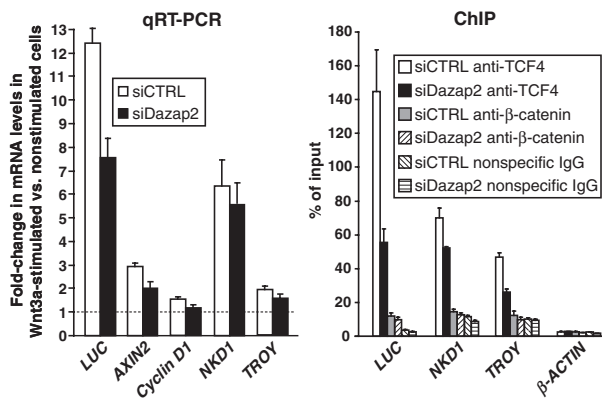 qRT-PCR
Fold-change in mRNA levels in
Wnt3a-stimulated vs. nonstimulated cells
13
12
11
10
9
8
7
6
5
4
3
2
1
0
siCTRL
siDazap2
LUC
AXIN2
Cyclin D1
NKD1
TROY
ChIP
% of input
180
160
140
120
100
80
60
40
20
0
siCTRL anti-TCF4
siDazap2 anti-TCF4
siCTRL anti-β-catenin
siDazap2 anti-β-catenin
siCTRL nonspecific IgG
siDazap2 nonspecific IgG
LUC
NKD1
TROY
β-ACTIN